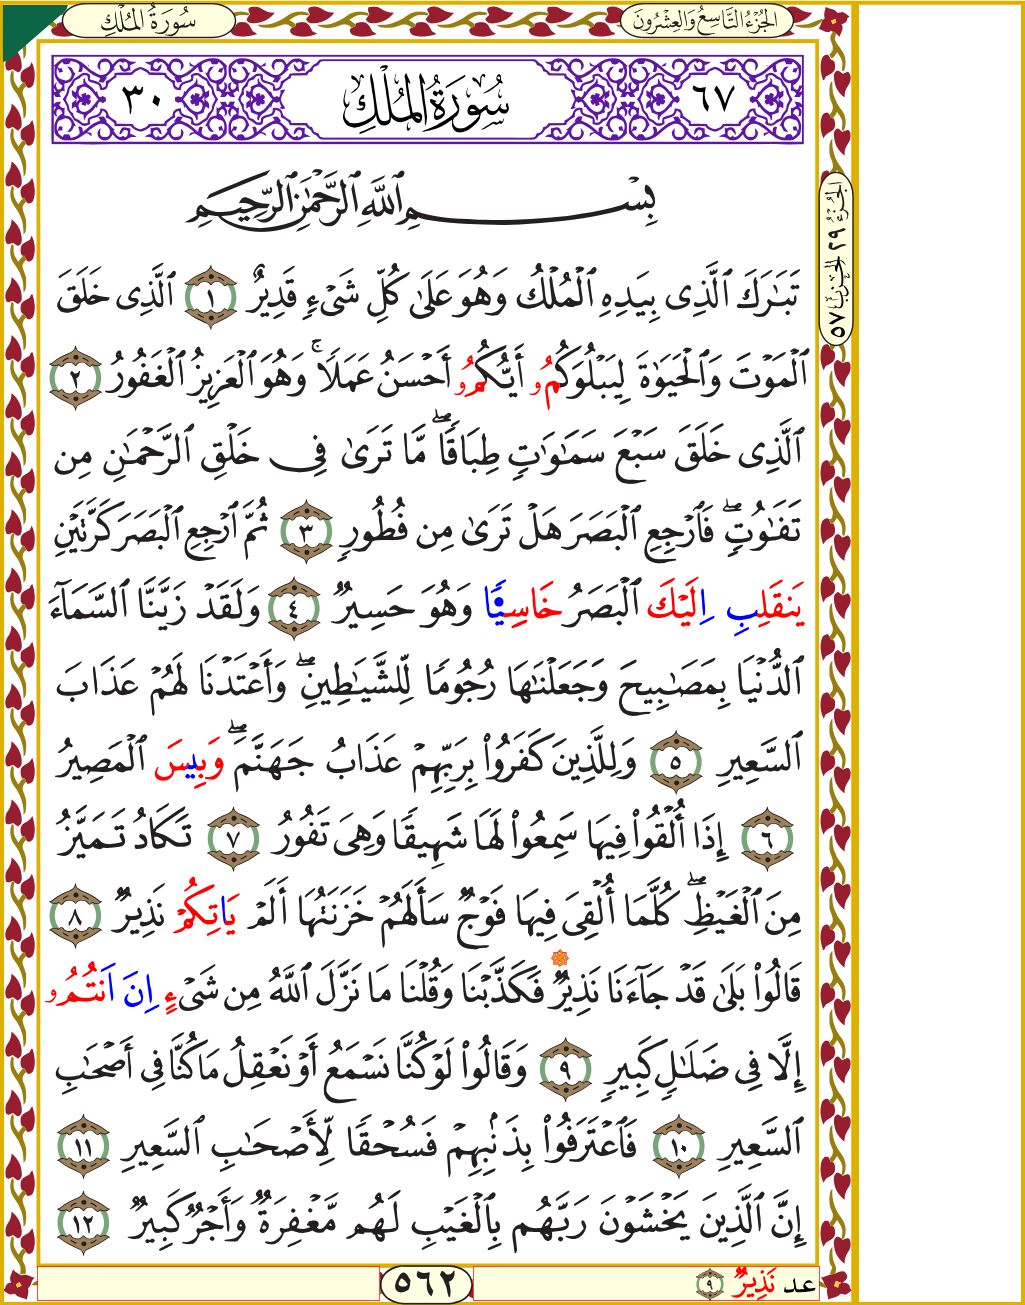 سُورَةُ المُلْكِ
الجُزْءُ التَّاسِعُ وَالعِشْرُونَ
٦٧ سُورَةُ المُلْكِ ٣٠
بِسْمِ ٱللَّهِ ٱلرَّحْمَٰنِ ٱلرَّحِيمِ
تَبَٰرَكَ ٱلَّذِى بِيَدِهِ ٱلْمُلْكُ وَهُوَ عَلَىٰ كُلِّ شَىْءٍ قَدِيرٌ ١ ٱلَّذِى خَلَقَ
ٱلْمَوْتَ وَٱلْحَيَوٰةَ لِيَبْلُوَكُمُۥ أَيُّكُمُۥ أَحْسَنُ عَمَلًا ۚ وَهُوَ ٱلْعَزِيزُ ٱلْغَفُورُ ٢
ٱلَّذِى خَلَقَ سَبْعَ سَمَٰوَٰتٍ طِبَاقًا ۖ مَّا تَرَىٰ فِى خَلْقِ ٱلرَّحْمَٰنِ مِن
تَفَٰوُتٍ ۖ فَٱرْجِعِ ٱلْبَصَرَ هَلْ تَرَىٰ مِن فُطُورٍ ٣ ثُمَّ ٱرْجِعِ ٱلْبَصَرَ كَرَّتَيْنِ
يَنقَلِبِ اِلَيْكَ ٱلْبَصَرُ خَاسِيًا وَهُوَ حَسِيرٌ ٤ وَلَقَدْ زَيَّنَّا ٱلسَّمَآءَ
ٱلدُّنْيَا بِمَصَٰبِيحَ وَجَعَلْنَٰهَا رُجُومًا لِّلشَّيَٰطِينِ ۖ وَأَعْتَدْنَا لَهُمْ عَذَابَ
ٱلسَّعِيرِ ٥ وَلِلَّذِينَ كَفَرُوا۟ بِرَبِّهِمْ عَذَابُ جَهَنَّمَ ۖ وَبِيسَ ٱلْمَصِيرُ
٦ إِذَا أُلْقُوا۟ فِيهَا سَمِعُوا۟ لَهَا شَهِيقًا وَهِىَ تَفُورُ ٧ تَكَادُ تَمَيَّزُ
مِنَ ٱلْغَيْظِ ۖ كُلَّمَا أُلْقِىَ فِيهَا فَوْجٌ سَأَلَهُمْ خَزَنَتُهَا أَلَمْ يَاتِكُمْ نَذِيرٌ ٨
قَالُوا۟ بَلَىٰ قَدْ جَآءَنَا نَذِيرٌ فَكَذَّبْنَا وَقُلْنَا مَا نَزَّلَ ٱللَّهُ مِن شَىْءٍ اِنَ اَنتُمُۥ
إِلَّا فِى ضَلَٰلٍ كَبِيرٍ ٩ وَقَالُوا۟ لَوْ كُنَّا نَسْمَعُ أَوْ نَعْقِلُ مَا كُنَّا فِى أَصْحَٰبِ
ٱلسَّعِيرِ ١٠ فَٱعْتَرَفُوا۟ بِذَنۢبِهِمْ فَسُحْقًا لِّأَصْحَٰبِ ٱلسَّعِيرِ ١١
إِنَّ ٱلَّذِينَ يَخْشَوْنَ رَبَّهُم بِٱلْغَيْبِ لَهُم مَّغْفِرَةٌ وَأَجْرٌ كَبِيرٌ ١٢
الجُزْءُ ٢٩ الحِزْبُ ٥٧
عد نَذِيرٌ ٩
٥٦٢